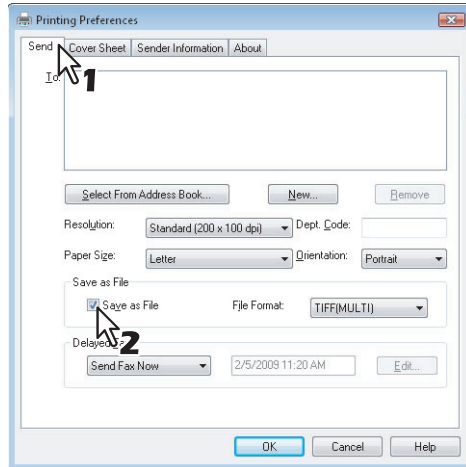 Printing Preferences
Send Cover Sheet Sender Information About
To:
1
Select From Address Book... New... Remove
Resolution: Standard (200 x 100 dpi) Dept. Code:
Paper Size: Letter Orientation: Portrait
Save as File
Save as File File Format: TIFF(MULTI)
2
Delayed
Send Fax Now 2/5/2009 11:20 AM Edit...
OK Cancel Help